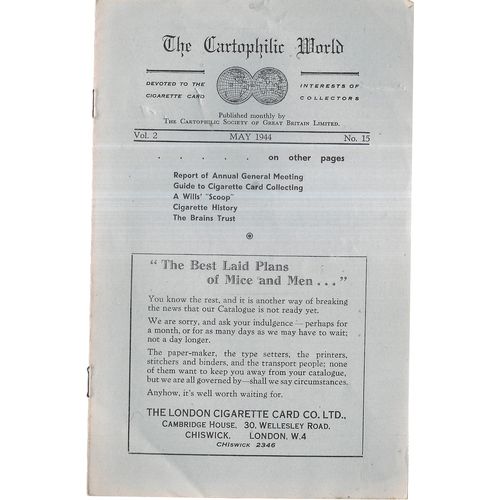 The Cartophilic World
DEVOTED TO THE
CIGARETTE CARD
INTERESTS OF
COLLECTORS
Published monthly by
THE CARTOPHILIC SOCIETY OF GREAT BRITAIN LIMITED.
Vol. 2 MAY 1944 No. 15
. . . . . on other pages
Report of Annual General Meeting
Guide to Cigarette Card Collecting
A Wills' "Scoop"
Cigarette History
The Brains Trust
"The Best Laid Plans
of Mice and Men . . ."
You know the rest, and it is another way of breaking
the news that our Catalogue is not ready yet.
We are sorry, and ask your indulgence — perhaps for
a month, or for as many days as we may have to wait;
not a day longer.
The paper-maker, the type setters, the printers,
stitchers and binders, and the transport people; none
of them want to keep you away from your catalogue,
but we are all governed by—shall we say circumstances.
Anyhow, it's well worth waiting for.
THE LONDON CIGARETTE CARD CO. LTD.,
CAMBRIDGE HOUSE, 30, WELLESLEY ROAD,
CHISWICK, LONDON, W.4
CHISWICK 2346